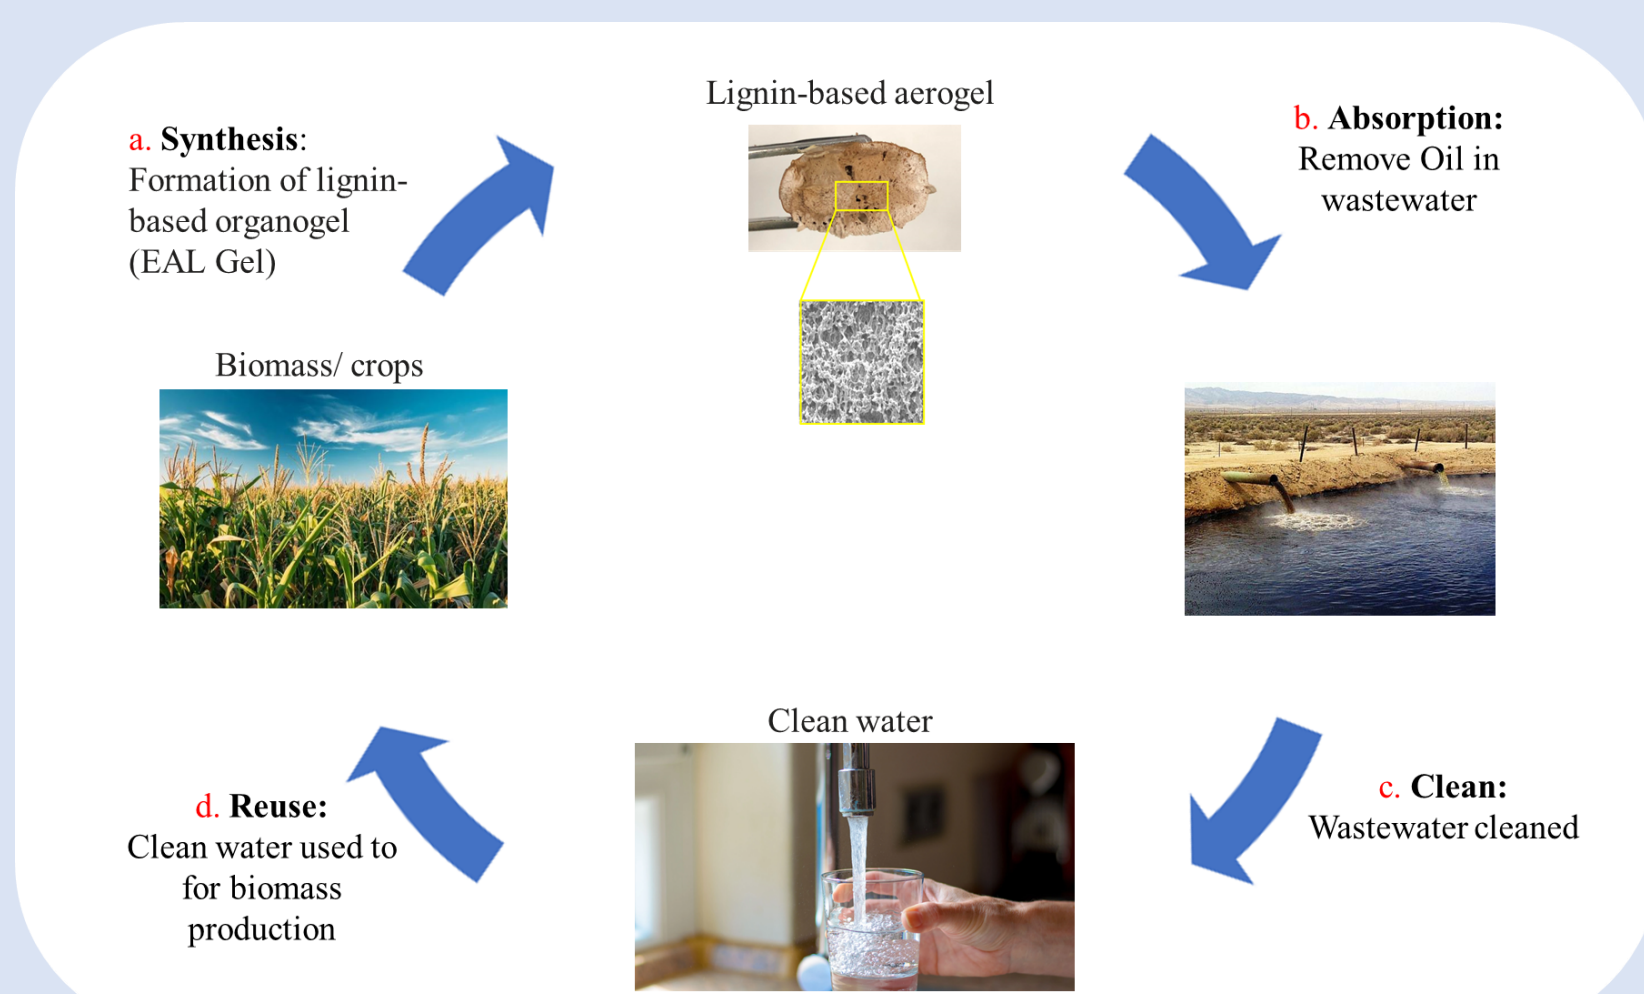 Lignin-based aerogel
a. Synthesis:
Formation of lignin-
based organogel
(EAL Gel)
b. Absorption:
Remove Oil in
wastewater
Biomass/ crops
Clean water
c. Clean:
Wastewater cleaned
d. Reuse:
Clean water used to
for biomass
production